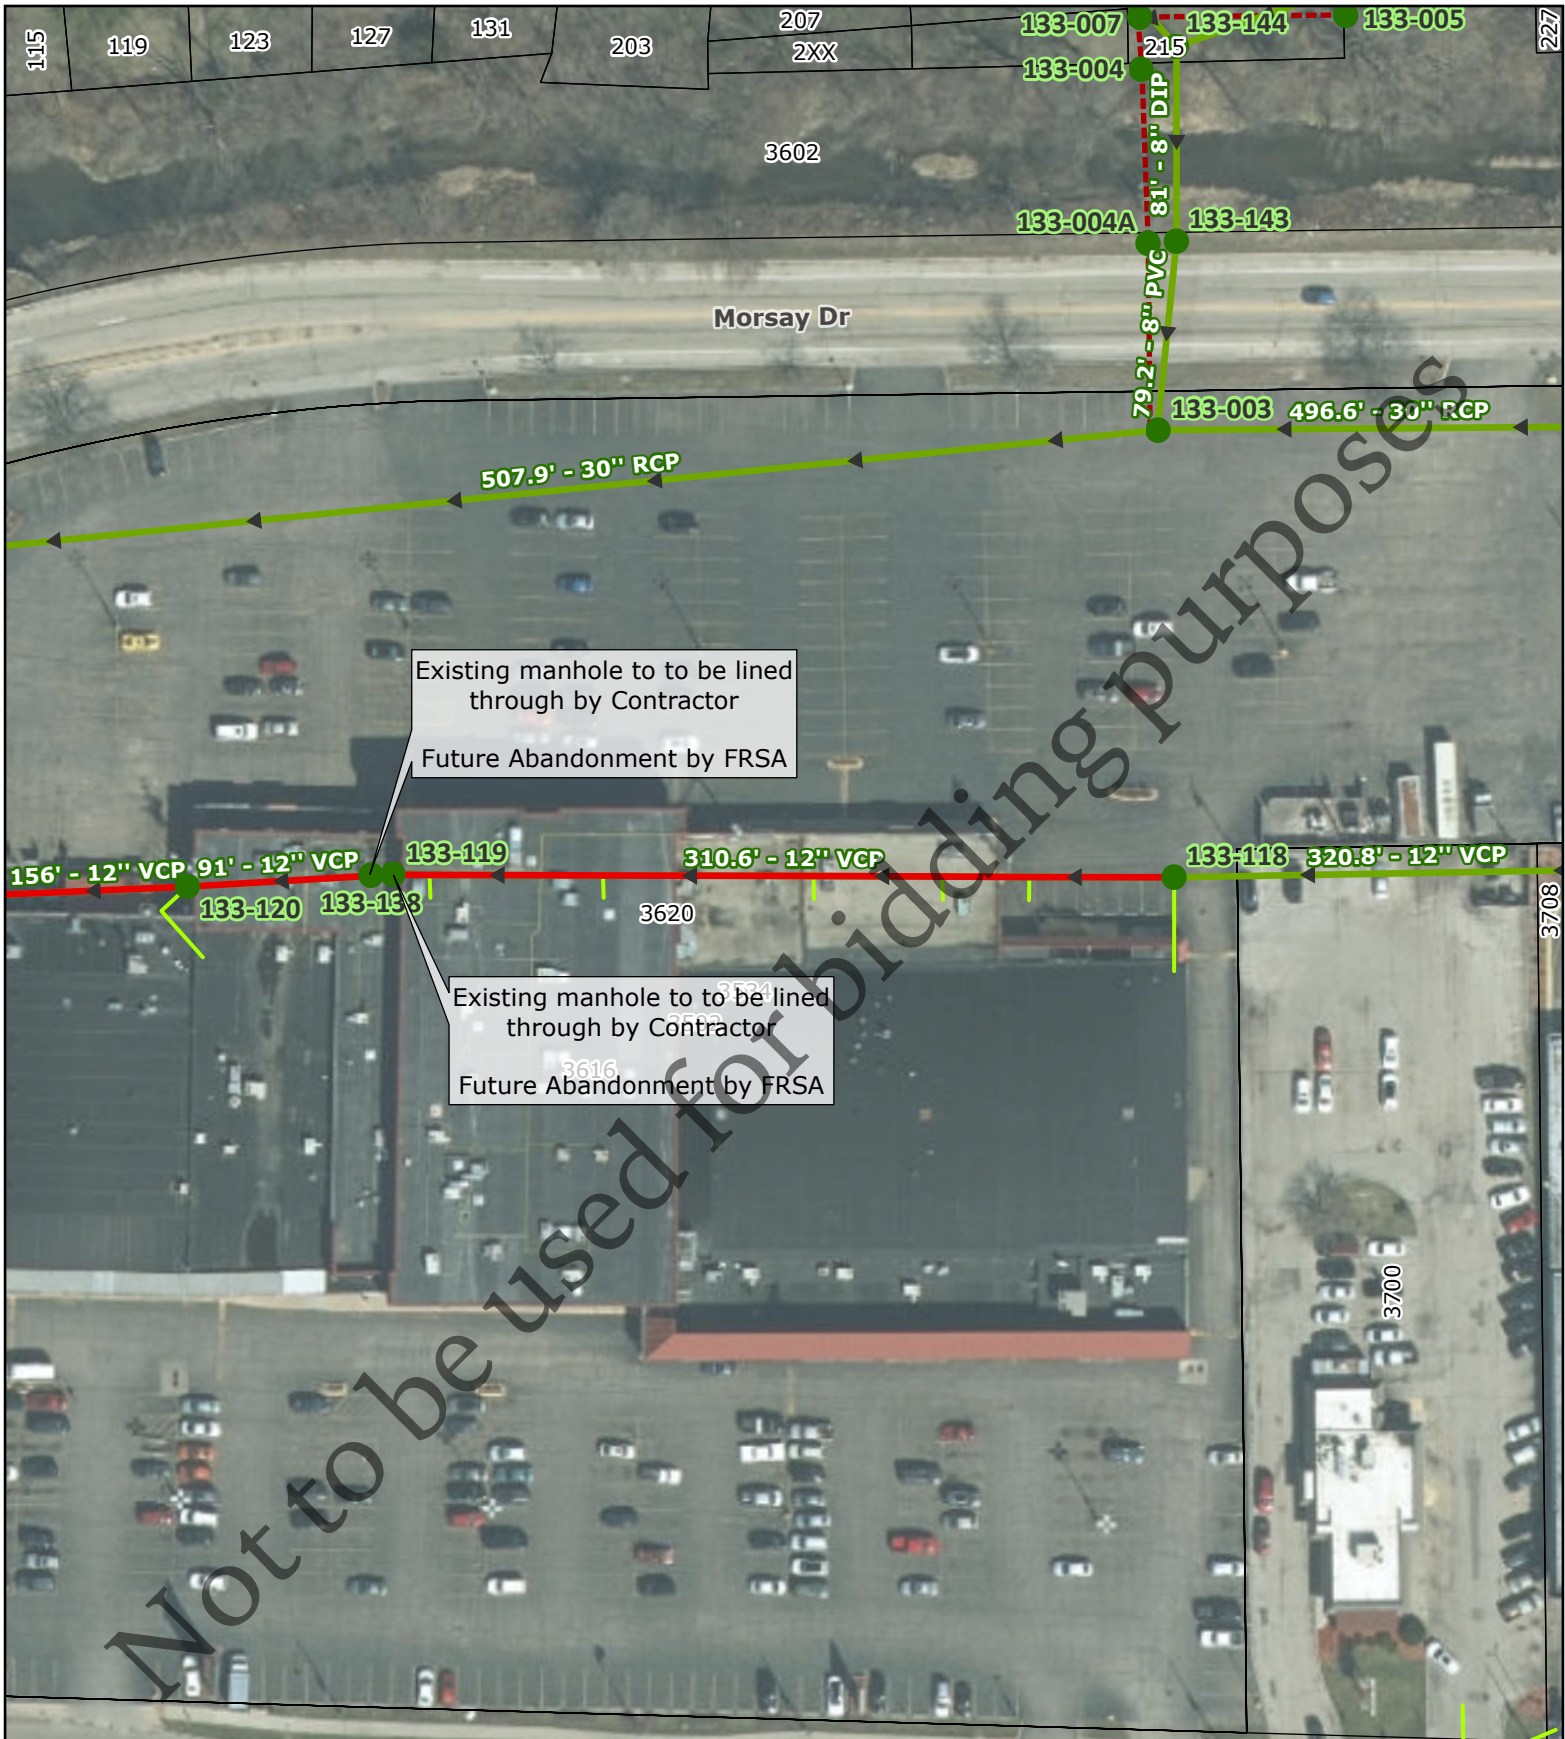 115
119
123
127
131
203
207
2XX
133-007
133-144
133-005
227
215
133-004
81' - 8" DIP
3602
133-004A
133-143
Morsay Dr
79.2' - 8" PVC
133-003
496.6' - 30'' RCP
507.9' - 30'' RCP
Existing manhole to to be lined
through by Contractor
Future Abandonment by FRSA
156' - 12'' VCP
91' - 12'' VCP
133-119
310.6' - 12'' VCP
133-118
320.8' - 12'' VCP
133-120
133-138
3620
3708
3534
Existing manhole to to be lined
through by Contractor
3616
Future Abandonment by FRSA
3700
Not to be used for bidding purposes